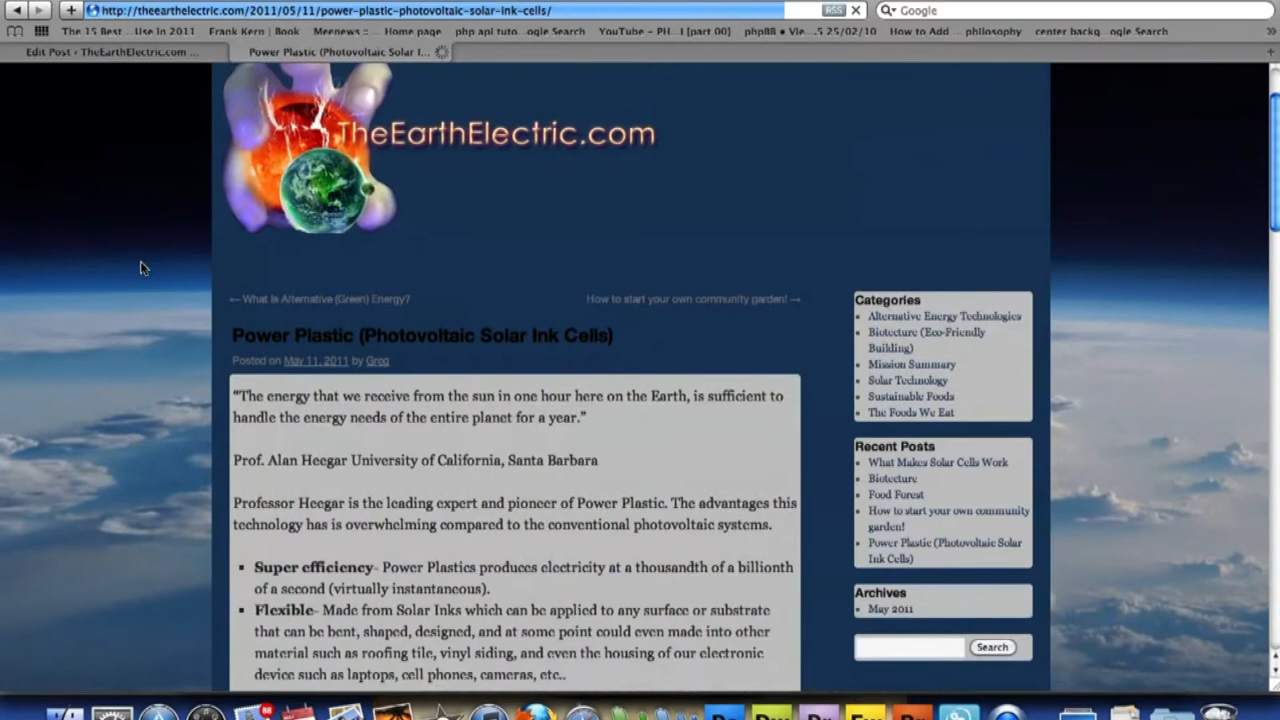 http://theearthelectric.com/2011/05/11/power-plastic-photovoltaic-solar-ink-cells/
RSS
Google
The 15 Best ...Use In 2011
Frank Kern | Book
Meenews :: ... Home page
php apl tuto...ogle Search
YouTube - PH...I [part 00]
phpBB • Vie...5 25/02/10
How to Add ... philosophy
center backg...ogle Search
Edit Post ‹ TheEarthElectric.com ...
Power Plastic (Photovoltaic Solar I...
TheEarthElectric.com
← What Is Alternative (Green) Energy?
How to start your own community garden! →
Power Plastic (Photovoltaic Solar Ink Cells)
Posted on May 11, 2011 by Greg
“The energy that we receive from the sun in one hour here on the Earth, is sufficient to
handle the energy needs of the entire planet for a year.”
Prof. Alan Heegar University of California, Santa Barbara
Professor Heegar is the leading expert and pioneer of Power Plastic. The advantages this
technology has is overwhelming compared to the conventional photovoltaic systems.
Super efficiency- Power Plastics produces electricity at a thousandth of a billionth
of a second (virtually instantaneous).
Flexible- Made from Solar Inks which can be applied to any surface or substrate
that can be bent, shaped, designed, and at some point could even made into other
material such as roofing tile, vinyl siding, and even the housing of our electronic
device such as laptops, cell phones, cameras, etc..
Categories
Alternative Energy Technologies
Biotecture (Eco-Friendly
Building)
Mission Summary
Solar Technology
Sustainable Foods
The Foods We Eat
Recent Posts
What Makes Solar Cells Work
Biotecture
Food Forest
How to start your own community
garden!
Power Plastic (Photovoltaic Solar
Ink Cells)
Archives
May 2011
Search